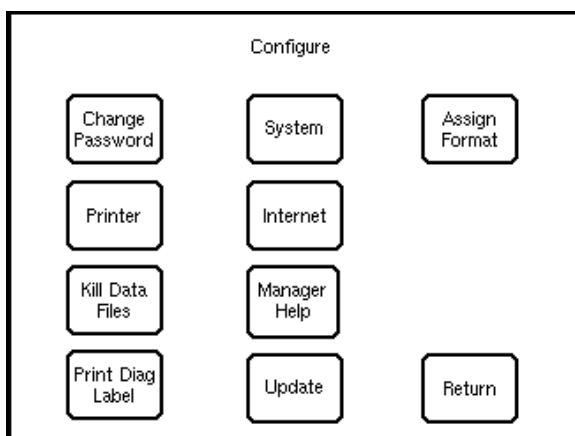 Configure
Change
Password
System
Assign
Format
Printer
Internet
Kill Data
Files
Manager
Help
Print Diag
Label
Update
Return